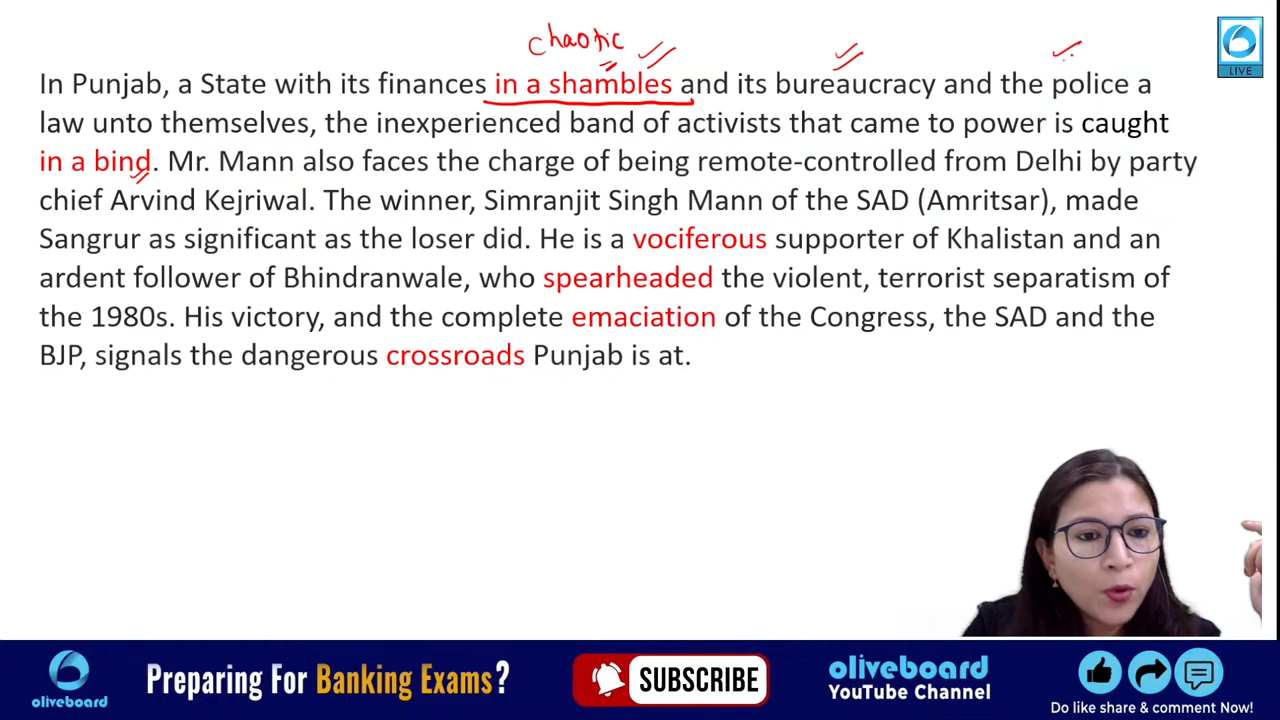 chaotic
LIVE
In Punjab, a State with its finances in a shambles and its bureaucracy and the police a
law unto themselves, the inexperienced band of activists that came to power is caught
in a bind. Mr. Mann also faces the charge of being remote-controlled from Delhi by party
chief Arvind Kejriwal. The winner, Simranjit Singh Mann of the SAD (Amritsar), made
Sangrur as significant as the loser did. He is a vociferous supporter of Khalistan and an
ardent follower of Bhindranwale, who spearheaded the violent, terrorist separatism of
the 1980s. His victory, and the complete emaciation of the Congress, the SAD and the
BJP, signals the dangerous crossroads Punjab is at.
oliveboard
Preparing For Banking Exams?
SUBSCRIBE
oliveboard
YouTube Channel
Do like share & comment Now!